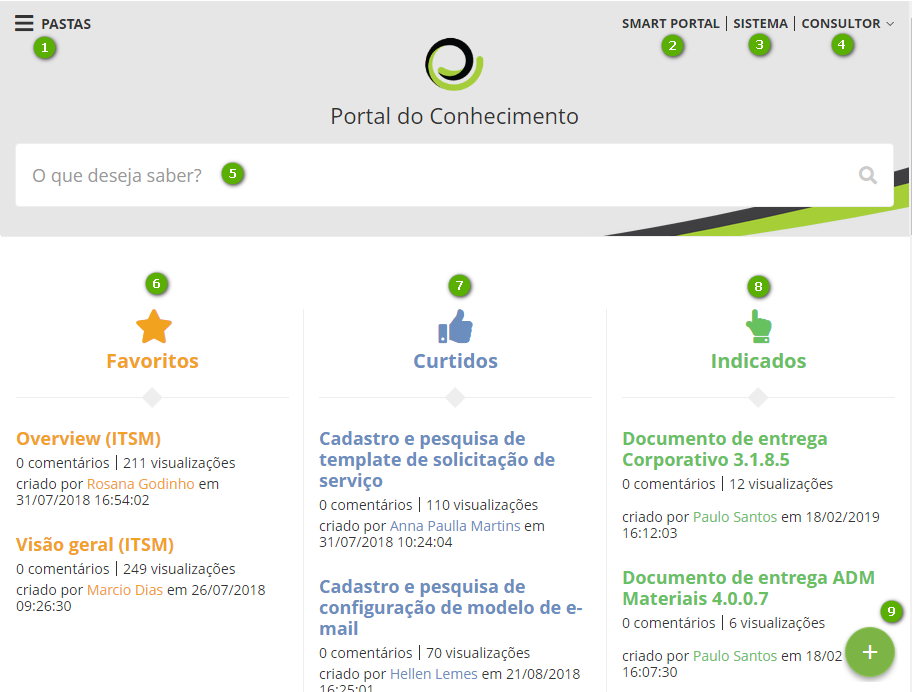 PASTAS
1
SMART PORTAL | SISTEMA | CONSULTOR
2
3
4
Portal do Conhecimento
O que deseja saber?
5
6
Favoritos
Overview (ITSM)
0 comentários | 211 visualizações
criado por Rosana Godinho em
31/07/2018 16:54:02
Visão geral (ITSM)
0 comentários | 249 visualizações
criado por Marcio Dias em 26/07/2018
09:26:30
7
Curtidos
Cadastro e pesquisa de
template de solicitação de
serviço
0 comentários | 110 visualizações
criado por Anna Paulla Martins em
31/07/2018 10:24:04
Cadastro e pesquisa de
configuração de modelo de e-
mail
0 comentários | 70 visualizações
criado por Hellen Lemes em 21/08/2018
16:25:01
8
Indicados
Documento de entrega
Corporativo 3.1.8.5
0 comentários | 12 visualizações
criado por Paulo Santos em 18/02/2019
16:12:03
Documento de entrega ADM
Materiais 4.0.0.7
0 comentários | 6 visualizações
criado por Paulo Santos em 18/02
16:07:30
9
+